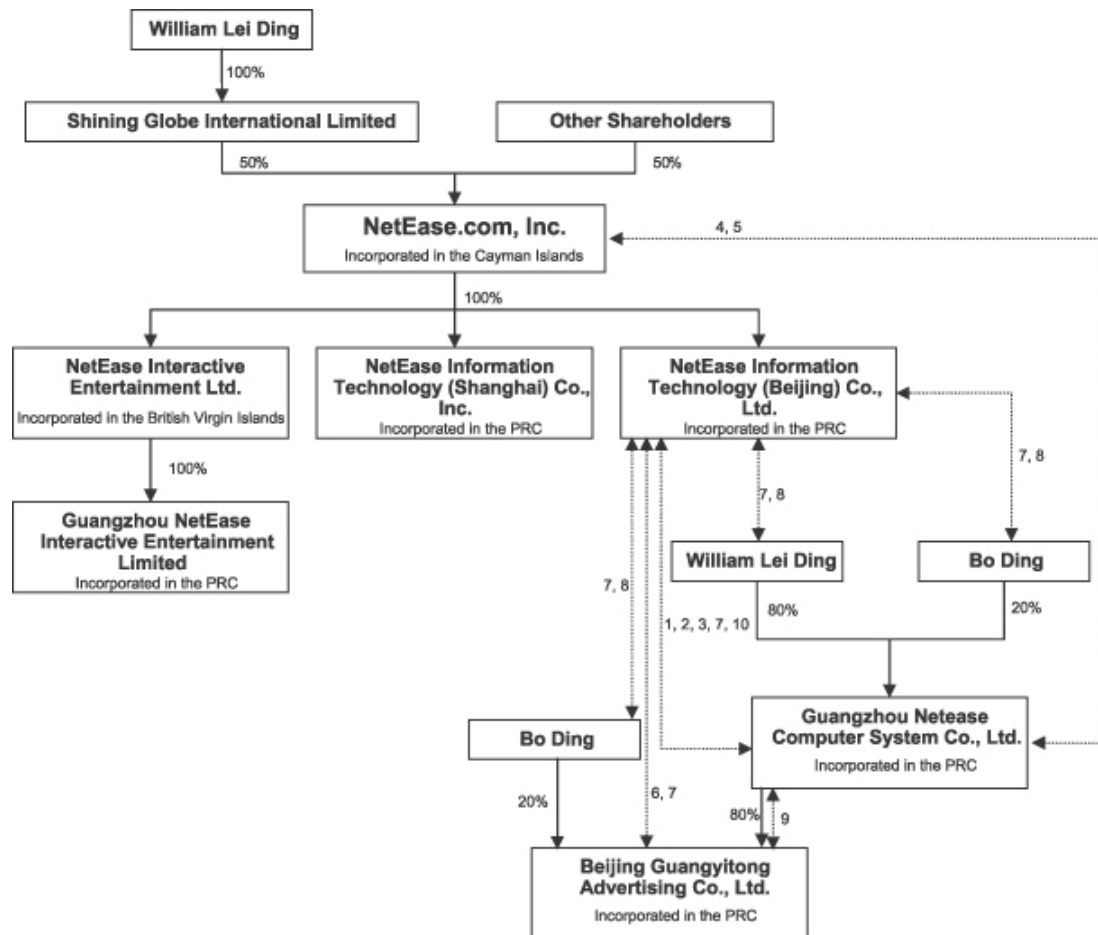 William Lei Ding
100%
Shining Globe International Limited
Other Shareholders
50%
50%
NetEase.com, Inc.
Incorporated in the Cayman Islands
4, 5
100%
NetEase Interactive
Entertainment Ltd.
Incorporated in the British Virgin Islands
NetEase Information
Technology (Shanghai) Co.,
Inc.
Incorporated in the PRC
NetEase Information
Technology (Beijing) Co.,
Ltd.
Incorporated in the PRC
100%
7, 8
7, 8
Guangzhou NetEase
Interactive Entertainment
Limited
Incorporated in the PRC
William Lei Ding
Bo Ding
7, 8
80%
20%
1, 2, 3, 7, 10
Guangzhou Netease
Computer System Co., Ltd.
Incorporated in the PRC
Bo Ding
20%
6, 7
80%
9
Beijing Guangyitong
Advertising Co., Ltd.
Incorporated in the PRC